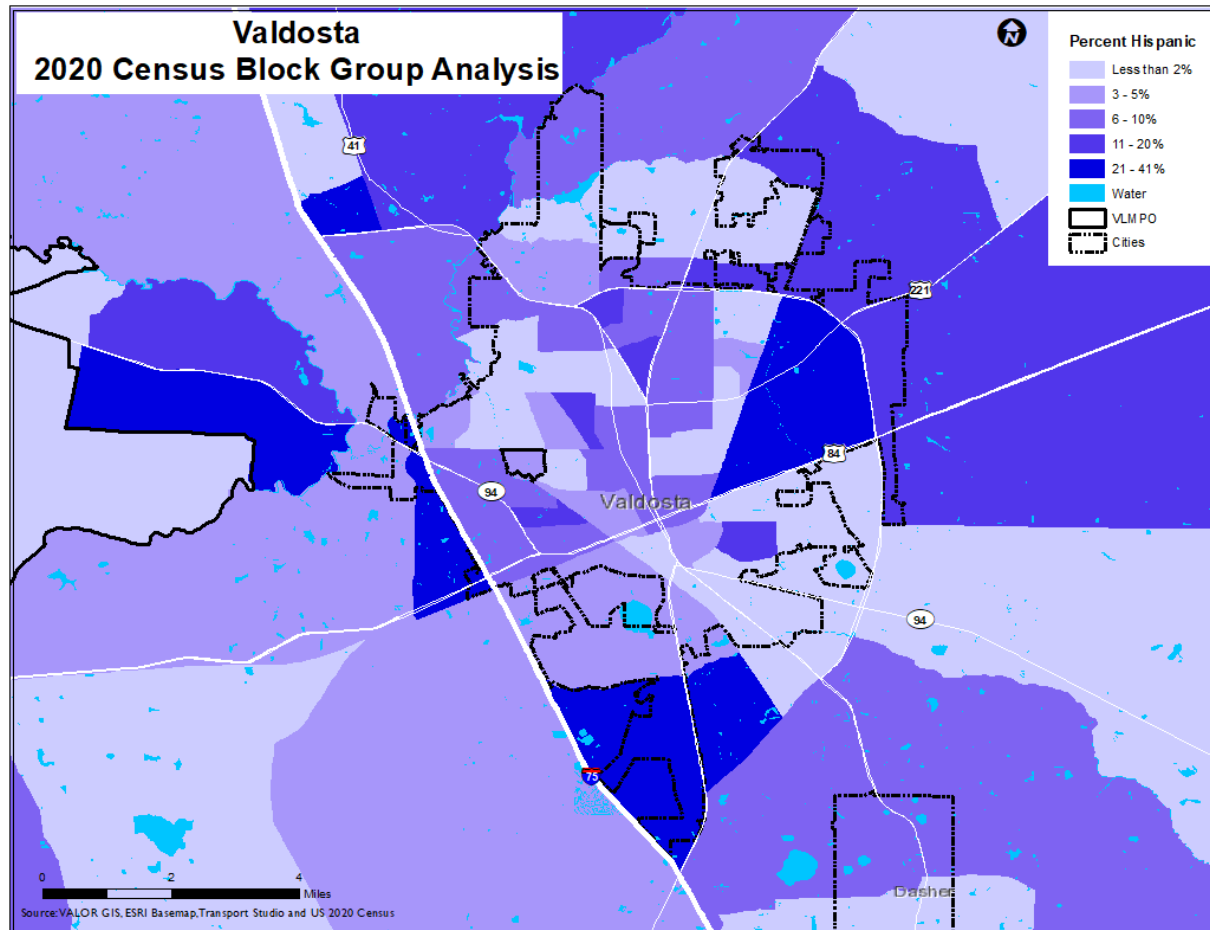 Valdosta
2020 Census Block Group Analysis
N
Percent Hispanic
Less than 2%
3 - 5%
6 - 10%
11 - 20%
21 - 41%
Water
VLMPO
Cities
41
221
84
94
Valdosta
94
75
Dasher
0 2 4
Miles
Source:VALOR GIS, ESRI Basemap,Transport Studio and US 2020 Census